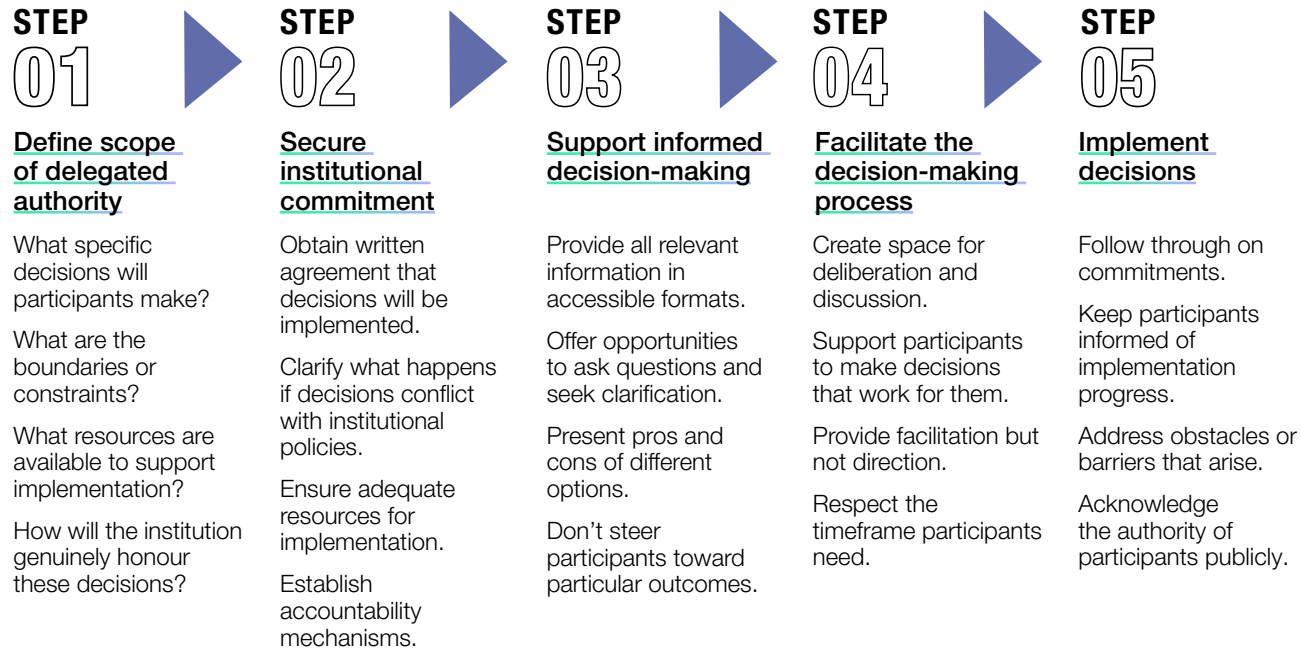 STEP
01
Define scope
of delegated
authority
What specific
decisions will
participants make?
What are the
boundaries or
constraints?
What resources are
available to support
implementation?
How will the institution
genuinely honour
these decisions?
STEP
02
Secure
institutional
commitment
Obtain written
agreement that
decisions will be
implemented.
Clarify what happens
if decisions conflict
with institutional
policies.
Ensure adequate
resources for
implementation.
Establish
accountability
mechanisms.
STEP
03
Support informed
decision-making
Provide all relevant
information in
accessible formats.
Offer opportunities
to ask questions and
seek clarification.
Present pros and
cons of different
options.
Don’t steer
participants toward
particular outcomes.
STEP
04
Facilitate the
decision-making
process
Create space for
deliberation and
discussion.
Support participants
to make decisions
that work for them.
Provide facilitation but
not direction.
Respect the
timeframe participants
need.
STEP
05
Implement
decisions
Follow through on
commitments.
Keep participants
informed of
implementation
progress.
Address obstacles or
barriers that arise.
Acknowledge
the authority of
participants publicly.